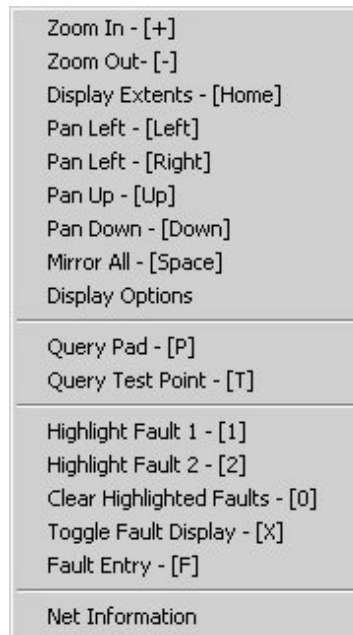 Zoom In - [+]
Zoom Out- [-]
Display Extents - [Home]
Pan Left - [Left]
Pan Left - [Right]
Pan Up - [Up]
Pan Down - [Down]
Mirror All - [Space]
Display Options
Query Pad - [P]
Query Test Point - [T]
Highlight Fault 1 - [1]
Highlight Fault 2 - [2]
Clear Highlighted Faults - [0]
Toggle Fault Display - [X]
Fault Entry - [F]
Net Information